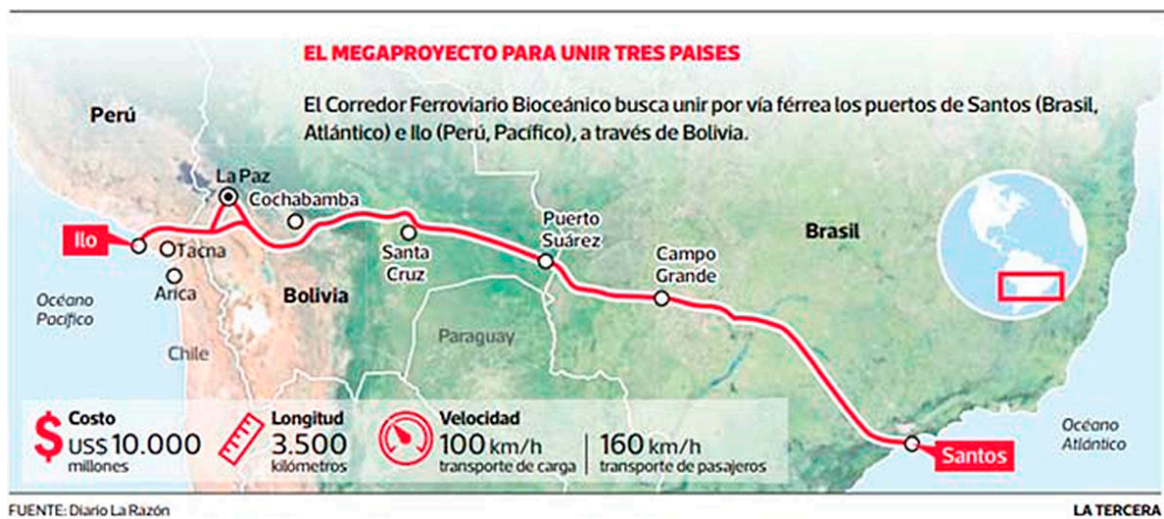 EL MEGAPROYECTO PARA UNIR TRES PAISES
El Corredor Ferroviario Bioceánico busca unir por vía férrea los puertos de Santos (Brasil,
Atlántico) e Ilo (Perú, Pacífico), a través de Bolivia.
Perú
La Paz
Cochabamba
Ilo
Tacna
Arica
Santa
Cruz
Puerto
Suárez
Campo
Grande
Brasil
Océano
Pacífico
Bolivia
Chile
Paraguay
Costo
US$ 10.000
millones
Longitud
3.500
kilómetros
Velocidad
100 km/h
transporte de carga
160 km/h
transporte de pasajeros
Santos
Océano
Atlántico
FUENTE: Diario La Razón
LA TERCERA